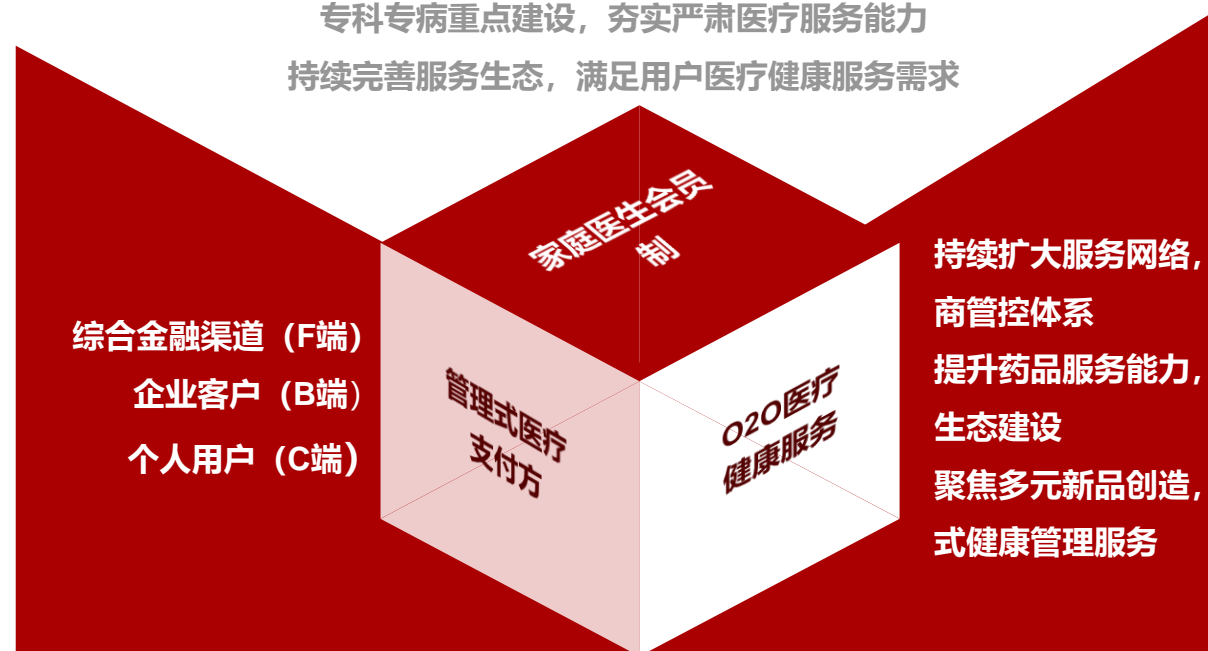 专科专病重点建设，夯实严肃医疗服务能力
持续完善服务生态，满足用户医疗健康服务需求
家庭医生会员
制
综合金融渠道（F端）
企业客户（B端）
个人用户（C端）
管理式医疗
支付方
O2O医疗
健康服务
持续扩大服务网络，
商管控体系
提升药品服务能力，
生态建设
聚焦多元新品创造，
式健康管理服务